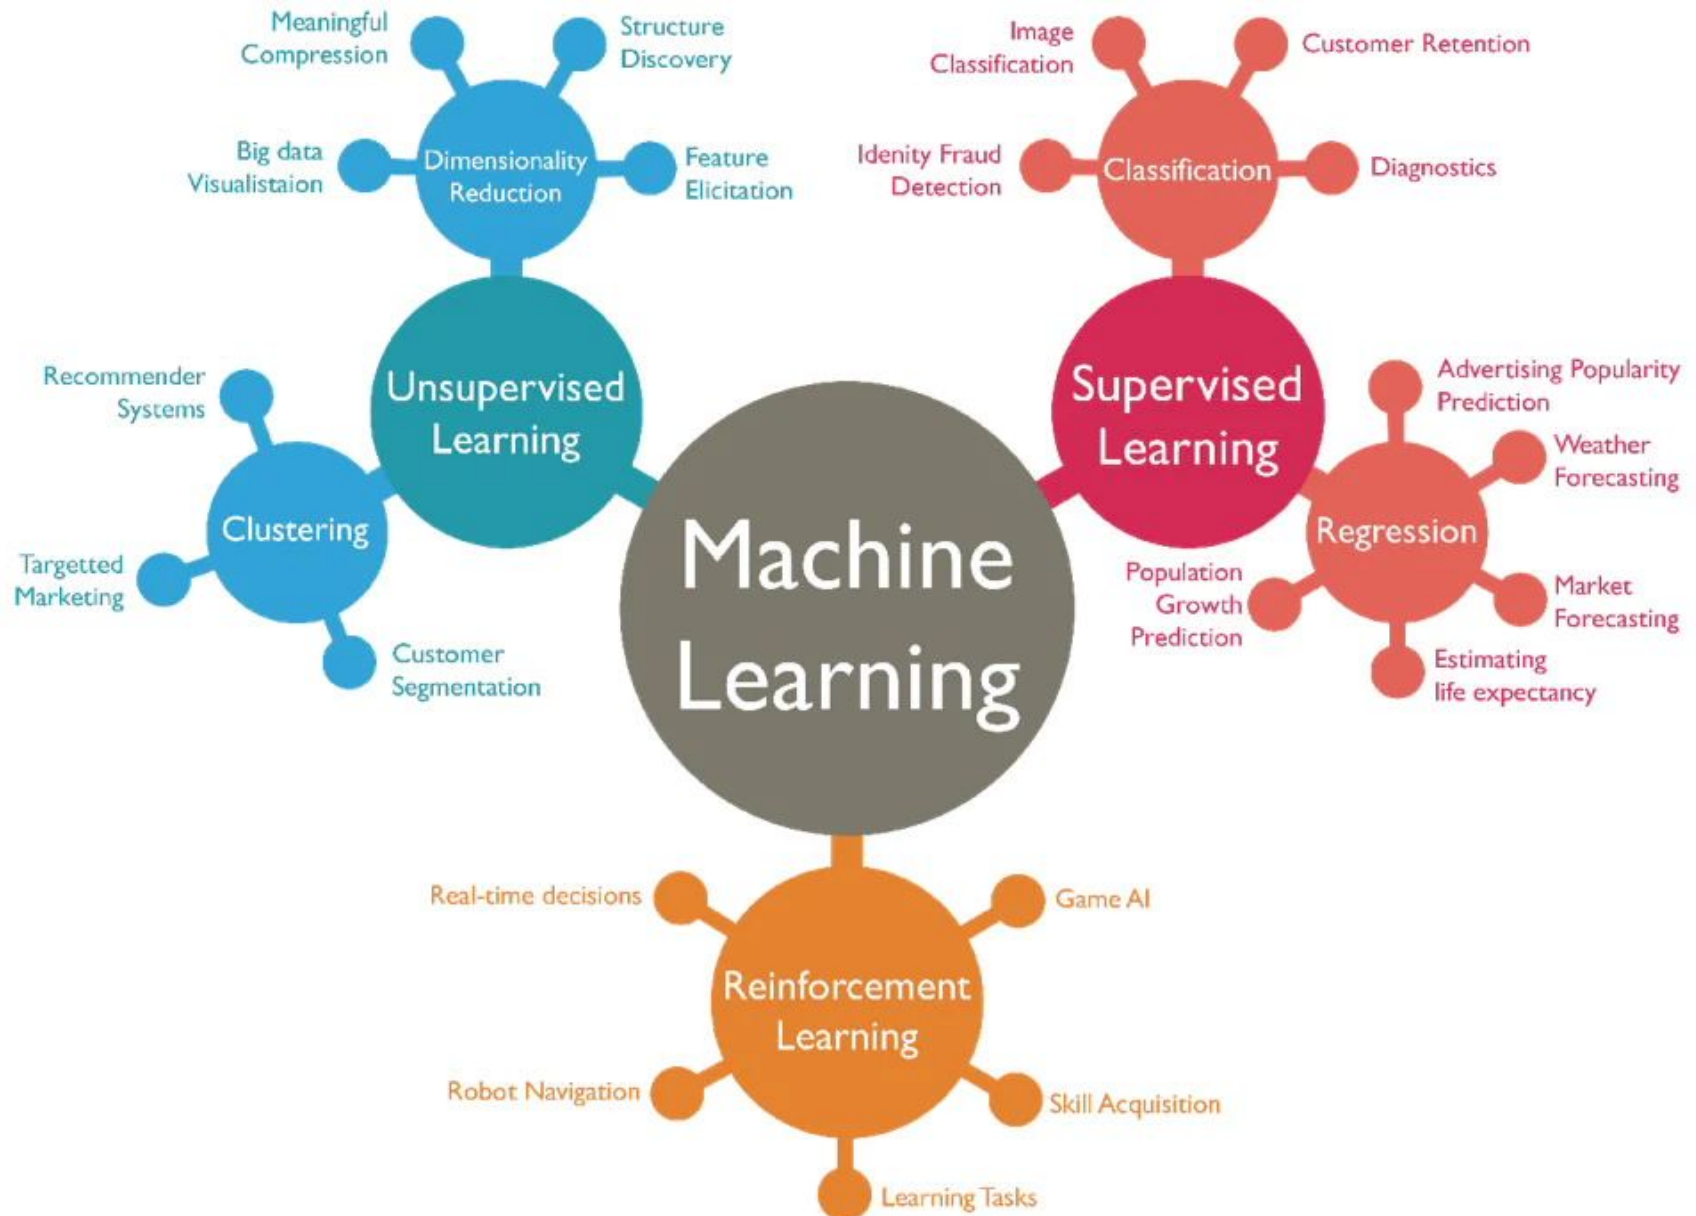 Meaningful
Compression
Structure
Discovery
Big data
Visualistaion
Dimensionality
Reduction
Feature
Elicitation
Image
Classification
Customer Retention
Idenity Fraud
Detection
Classification
Diagnostics
Recommender
Systems
Unsupervised
Learning
Clustering
Targetted
Marketing
Customer
Segmentation
Supervised
Learning
Advertising Popularity
Prediction
Weather
Forecasting
Regression
Population
Growth
Prediction
Market
Forecasting
Estimating
life expectancy
Machine
Learning
Real-time decisions
Game AI
Reinforcement
Learning
Robot Navigation
Skill Acquisition
Learning Tasks